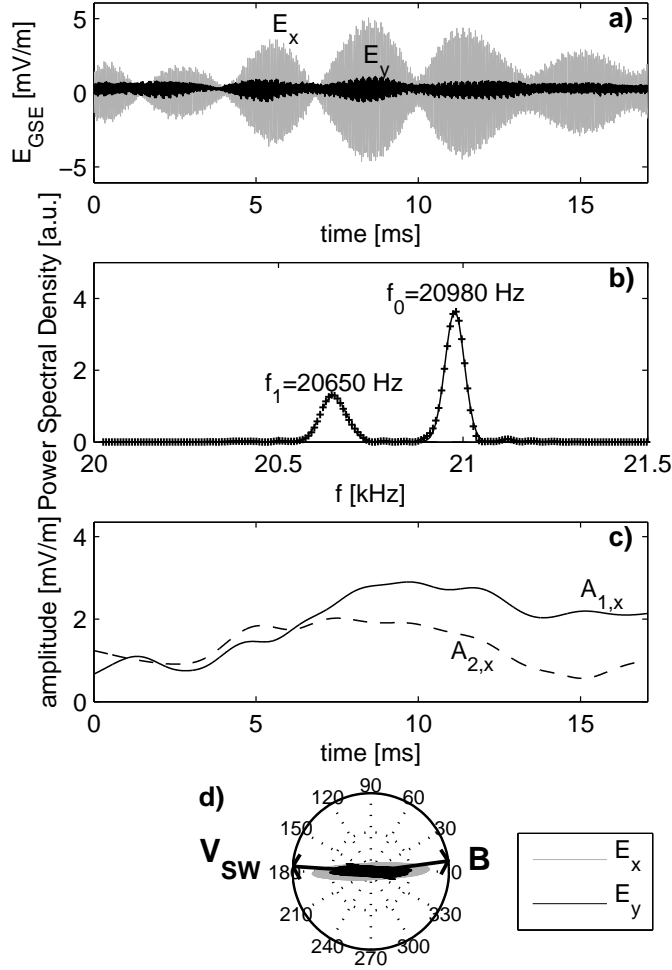 a)
E_x
E_y
E_GSE [mV/m]
5
0
−5
0 5 10 15
time [ms]
b)
f_0=20980 Hz
f_1=20650 Hz
Power Spectral Density [a.u.]
4
2
0
20 20.5 21 21.5
f [kHz]
c)
A_1,x
A_2,x
amplitude [mV/m]
4
2
0
0 5 10 15
time [ms]
d)
90
120 60
150 30
V_SW
180 0
B
210 330
240 300
270
E_x
E_y